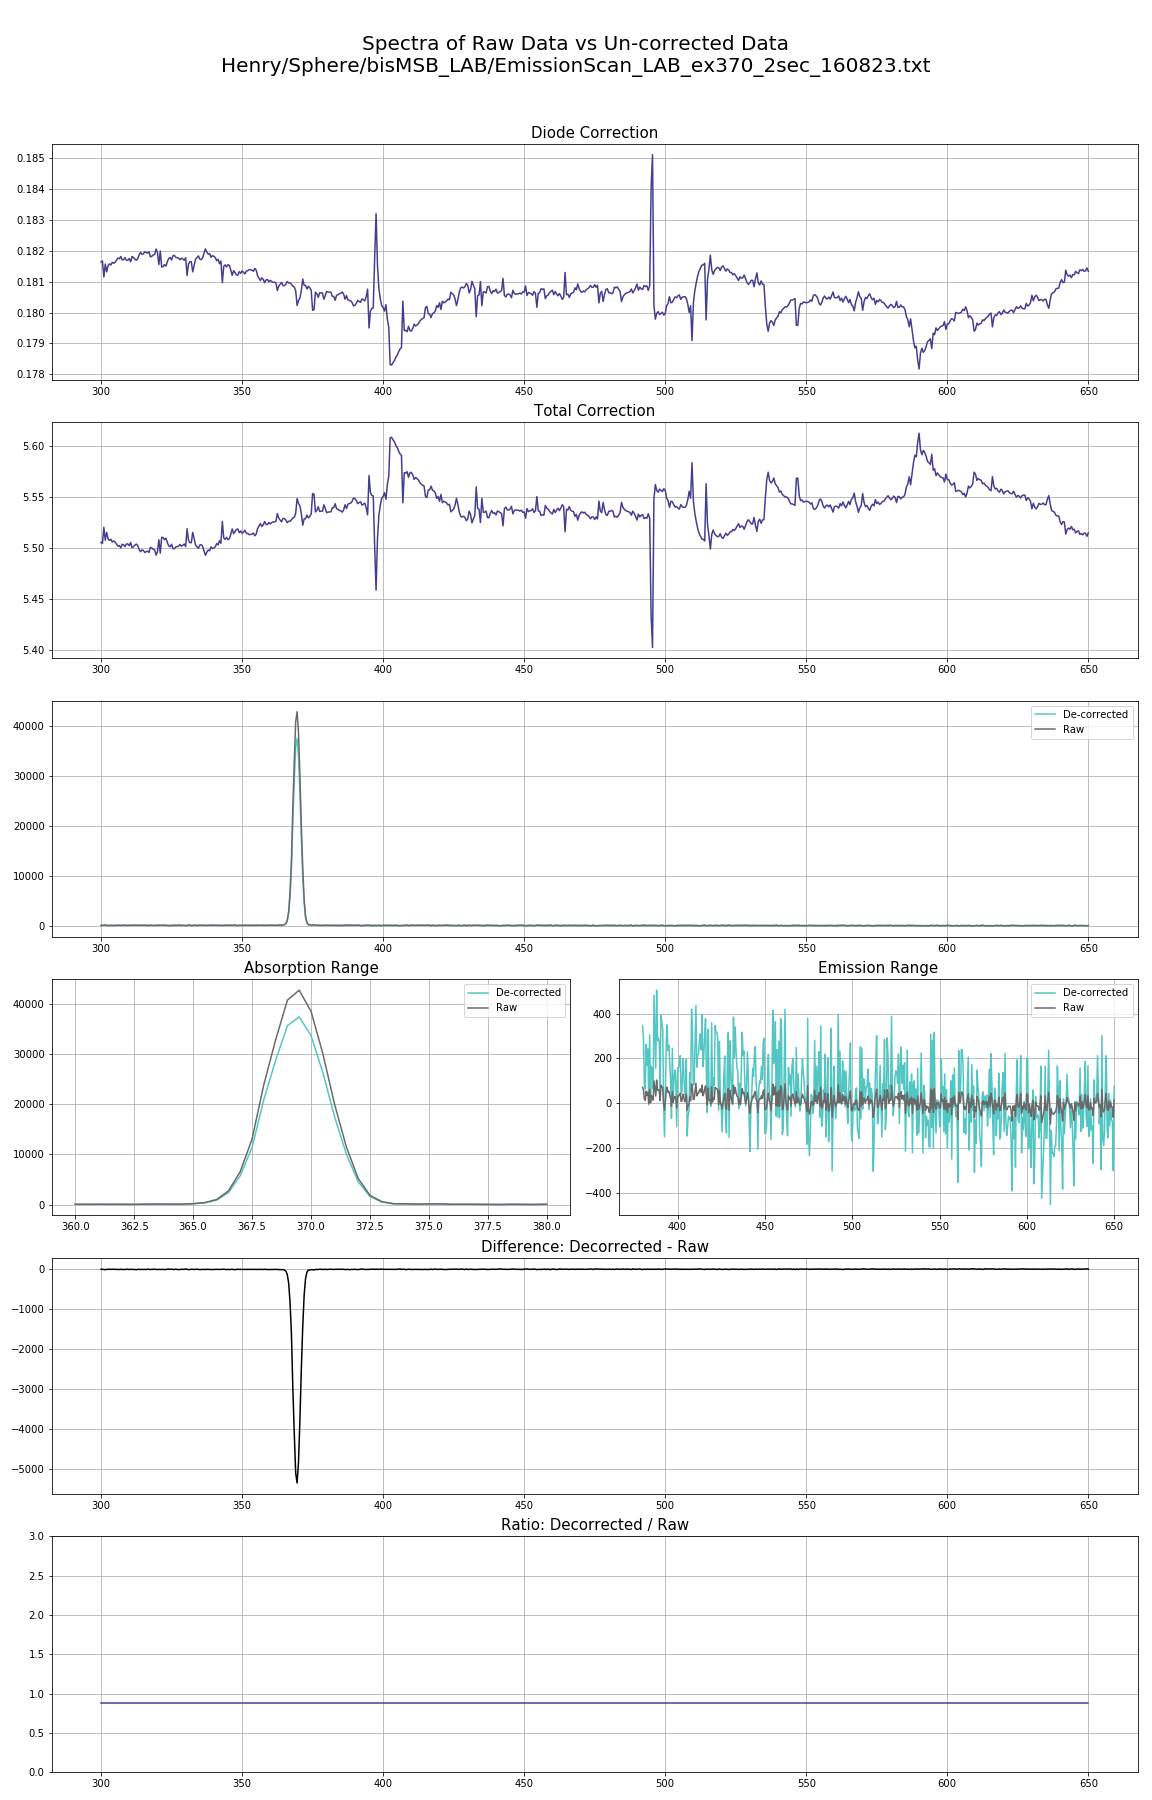 Spectra of Raw Data vs Un-corrected Data
Henry/Sphere/bisMSB_LAB/EmissionScan_LAB_ex370_2sec_160823.txt
Diode Correction
0.185
0.184
0.183
0.182
0.181
0.180
0.179
0.178
300 350 400 450 500 550 600 650
Total Correction
5.60
5.55
5.50
5.45
5.40
300 350 400 450 500 550 600 650
De-corrected
Raw
40000
30000
20000
10000
0
300 350 400 450 500 550 600 650
Absorption Range
De-corrected
Raw
40000
30000
20000
10000
0
360.0 362.5 365.0 367.5 370.0 372.5 375.0 377.5 380.0
Emission Range
De-corrected
Raw
400
200
0
−200
−400
400 450 500 550 600 650
Difference: Decorrected - Raw
0
−1000
−2000
−3000
−4000
−5000
300 350 400 450 500 550 600 650
Ratio: Decorrected / Raw
3.0
2.5
2.0
1.5
1.0
0.5
0.0
300 350 400 450 500 550 600 650